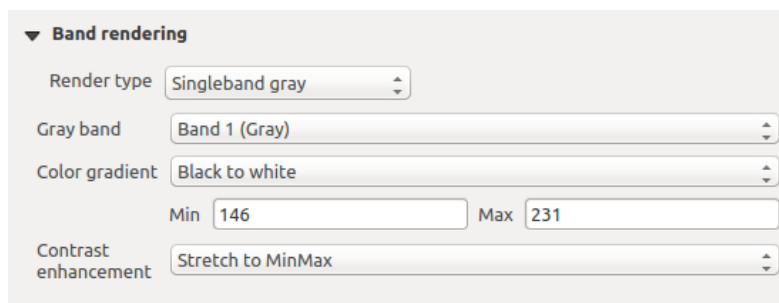 Band rendering
Render type Singleband gray
Gray band Band 1 (Gray)
Color gradient Black to white
Min 146 Max 231
Contrast enhancement Stretch to MinMax